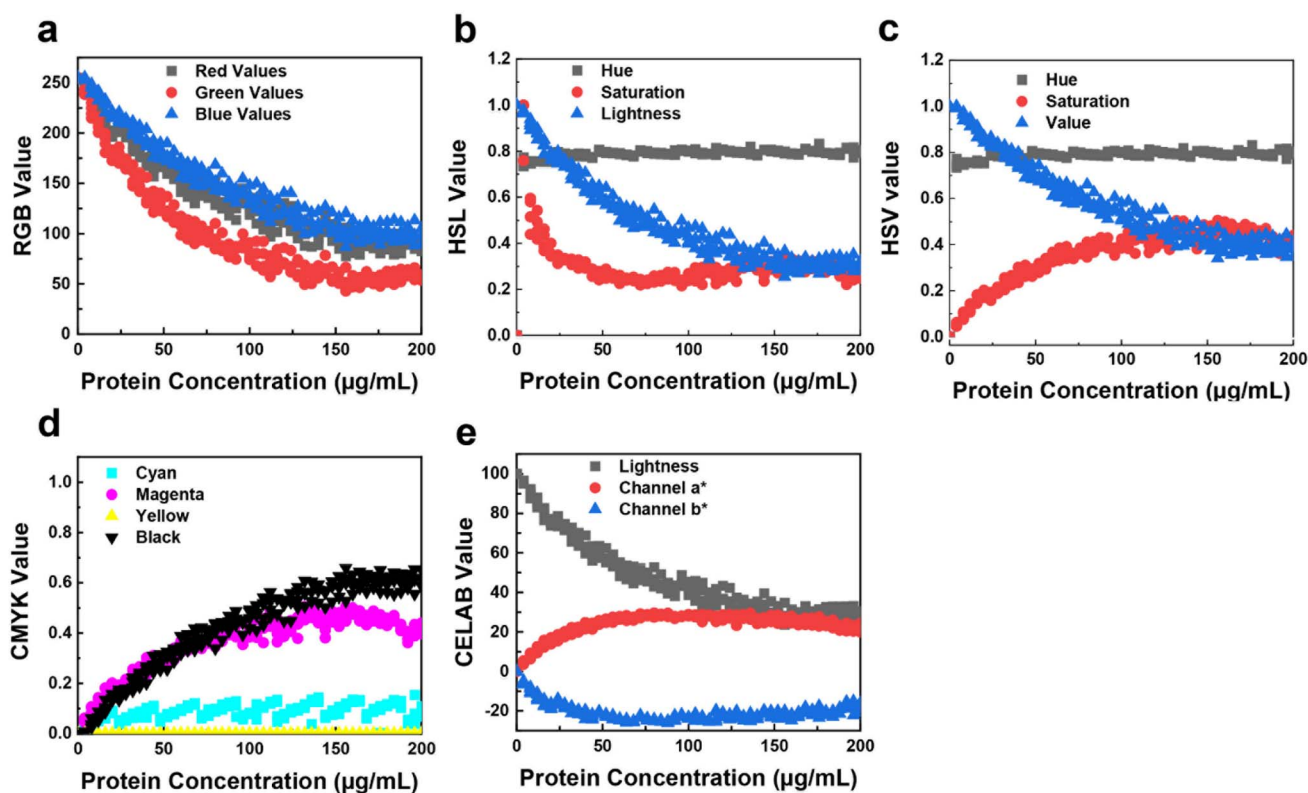 a
RGB Value
250
200
150
100
50
0
Red Values
Green Values
Blue Values
0
50
100
150
200
Protein Concentration (µg/mL)
b
HSL Value
1.2
1.0
0.8
0.6
0.4
0.2
0.0
Hue
Saturation
Lightness
0
50
100
150
200
Protein Concentration (µg/mL)
c
HSV value
1.2
1.0
0.8
0.6
0.4
0.2
0.0
Hue
Saturation
Value
0
50
100
150
200
Protein Concentration (µg/mL)
d
CMYK Value
1.0
0.8
0.6
0.4
0.2
0.0
Cyan
Magenta
Yellow
Black
0
50
100
150
200
Protein Concentration (µg/mL)
e
CELAB Value
100
80
60
40
20
0
-20
Lightness
Channel a*
Channel b*
0
50
100
150
200
Protein Concentration (µg/mL)